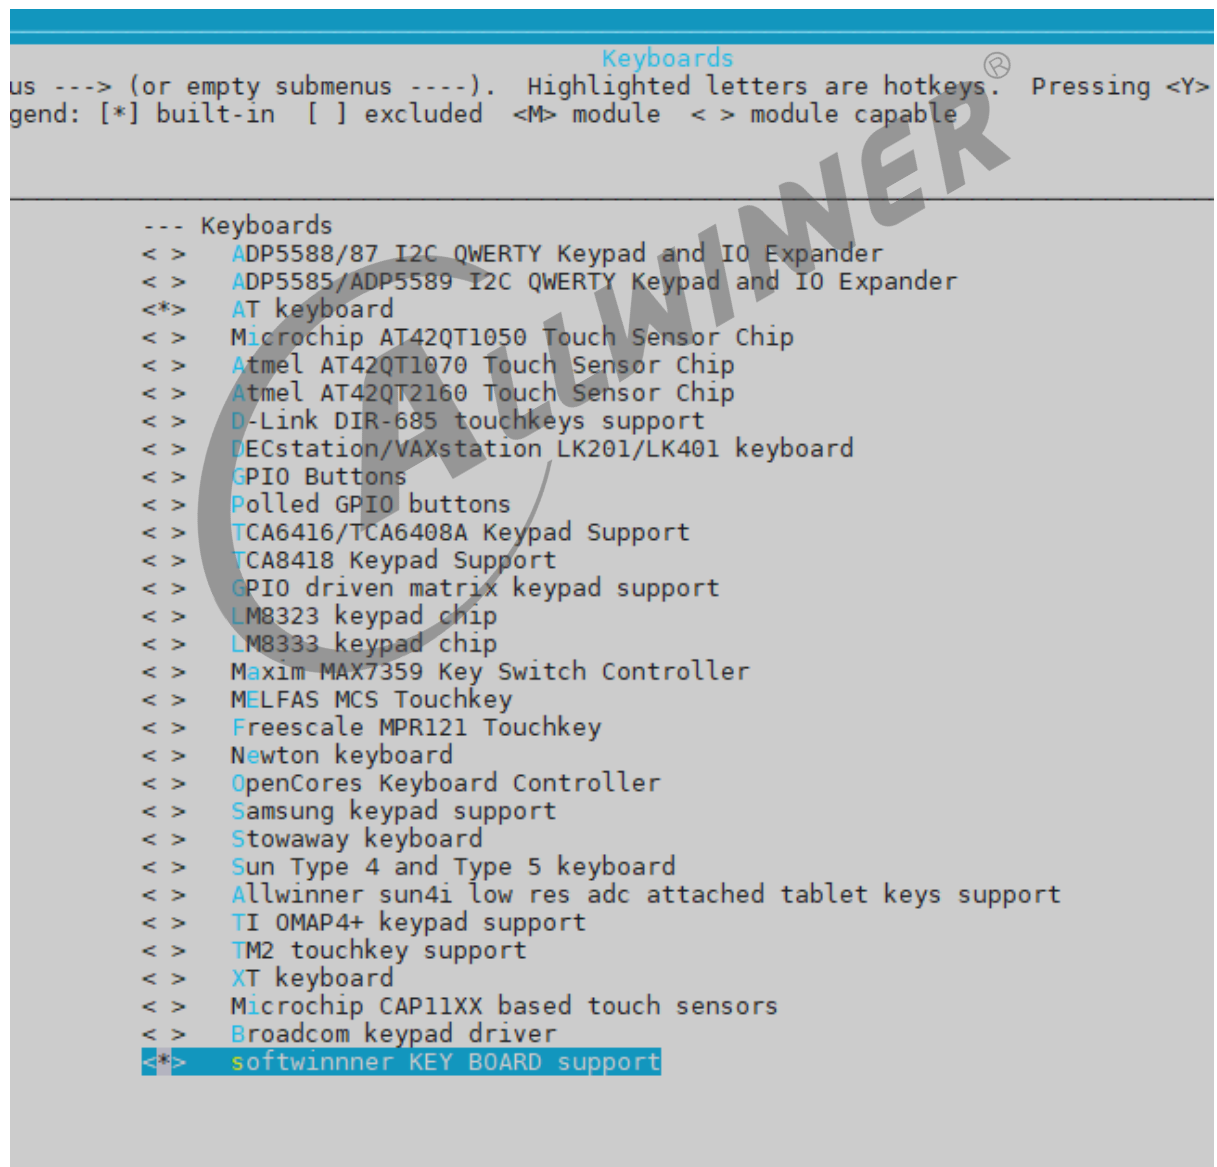 Keyboards
us ---> (or empty submenus ----).  Highlighted letters are hotkeys.  Pressing <Y>
gend: [*] built-in  [ ] excluded  <M> module  < > module capable
--- Keyboards
< >   ADP5588/87 I2C QWERTY Keypad and IO Expander
< >   ADP5585/ADP5589 I2C QWERTY Keypad and IO Expander
<*>   AT keyboard
< >   Microchip AT42QT1050 Touch Sensor Chip
< >   Atmel AT42QT1070 Touch Sensor Chip
< >   Atmel AT42QT2160 Touch Sensor Chip
< >   D-Link DIR-685 touchkeys support
< >   DECstation/VAXstation LK201/LK401 keyboard
< >   GPIO Buttons
< >   Polled GPIO buttons
< >   TCA6416/TCA6408A Keypad Support
< >   TCA8418 Keypad Support
< >   GPIO driven matrix keypad support
< >   LM8323 keypad chip
< >   LM8333 keypad chip
< >   Maxim MAX7359 Key Switch Controller
< >   MELFAS MCS Touchkey
< >   Freescale MPR121 Touchkey
< >   Newton keyboard
< >   OpenCores Keyboard Controller
< >   Samsung keypad support
< >   Stowaway keyboard
< >   Sun Type 4 and Type 5 keyboard
< >   Allwinner sun4i low res adc attached tablet keys support
< >   TI OMAP4+ keypad support
< >   TM2 touchkey support
< >   XT keyboard
< >   Microchip CAP11XX based touch sensors
< >   Broadcom keypad driver
<*>   softwinnner KEY BOARD support
ALLWINNER®